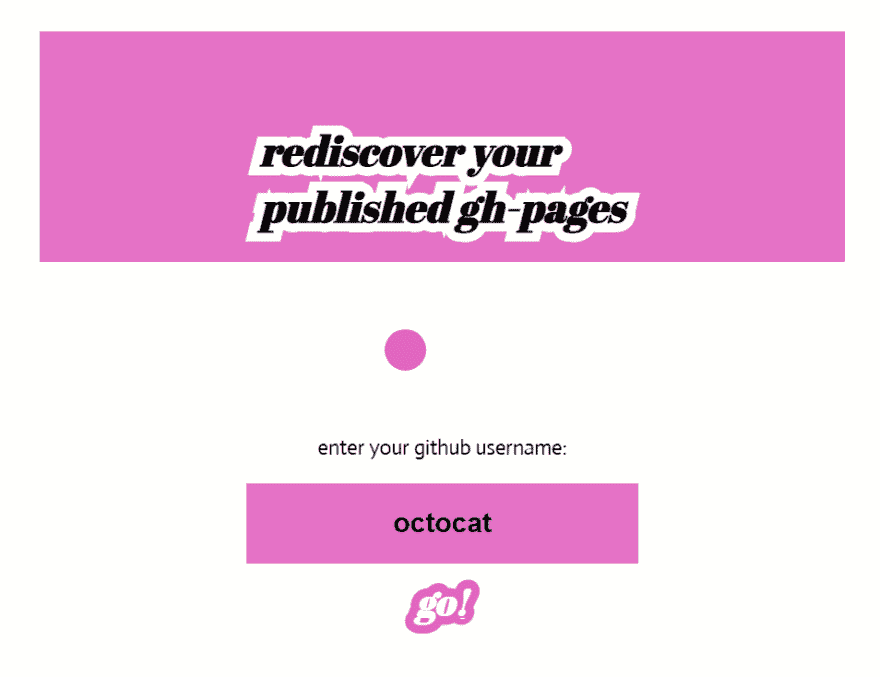 rediscover your
published gh-pages
enter your github username:
octocat
go!